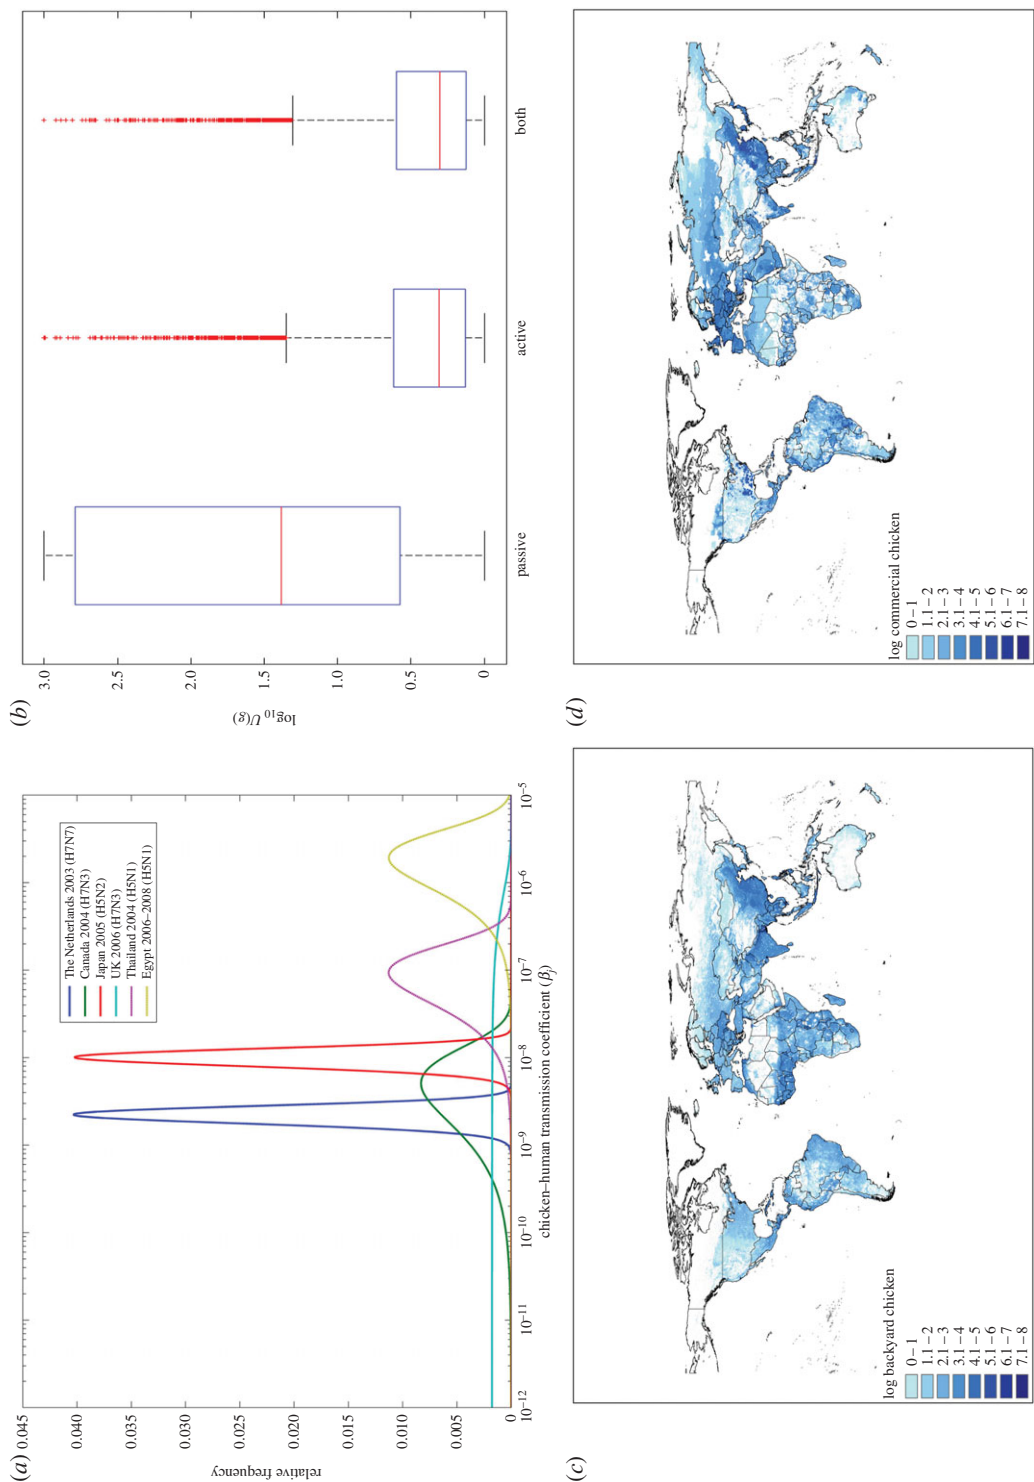 (a)
0.045
0.040
0.035
0.030
0.025
0.020
0.015
0.010
0.005
0
relative frequency
10⁻¹²
10⁻¹¹
10⁻¹⁰
10⁻⁹
10⁻⁸
10⁻⁷
10⁻⁶
10⁻⁵
chicken–human transmission coefficient (βⱼ)
The Netherlands 2003 (H7N7)
Canada 2004 (H7N3)
Japan 2005 (H5N2)
UK 2006 (H7N3)
Thailand 2004 (H5N1)
Egypt 2006–2008 (H5N1)
(b)
3.0
2.5
2.0
1.5
1.0
0.5
0
log₁₀ U(g)
passive
active
both
(c)
log backyard chicken
0 – 1
1.1 – 2
2.1 – 3
3.1 – 4
4.1 – 5
5.1 – 6
6.1 – 7
7.1 – 8
(d)
log commercial chicken
0 – 1
1.1 – 2
2.1 – 3
3.1 – 4
4.1 – 5
5.1 – 6
6.1 – 7
7.1 – 8